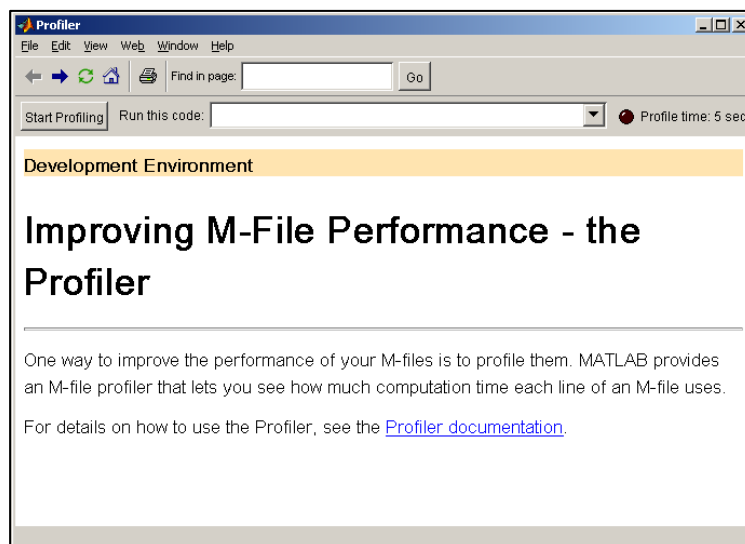 Profiler
File Edit View Web Window Help
Find in page: Go
Start Profiling Run this code: Profile time: 5 sec
Development Environment
Improving M-File Performance - the
Profiler
One way to improve the performance of your M-files is to profile them. MATLAB provides
an M-file profiler that lets you see how much computation time each line of an M-file uses.
For details on how to use the Profiler, see the Profiler documentation.